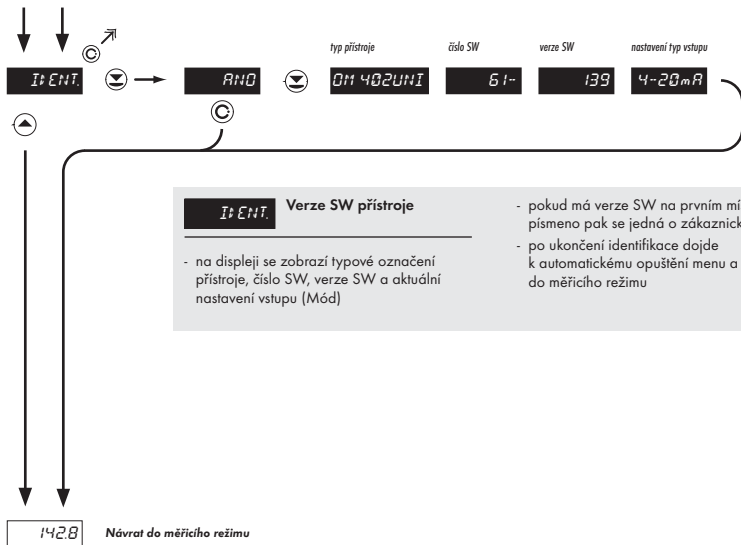 typ přístroje
číslo SW
verze SW
nastavení typ vstupu
IDENT.
ANO
OM 402UNI
61-
139
4-20mA
C
C
IDENT.
Verze SW přístroje
- na displeji se zobrazí typové označení
přístroje, číslo SW, verze SW a aktuální
nastavení vstupu (Mód)
- pokud má verze SW na prvním
písmeno pak se jedná o
- po ukončení identifikace dojde
k automatickému opuštění menu a
do měřicího režimu
142.8
Návrat do měřicího režimu